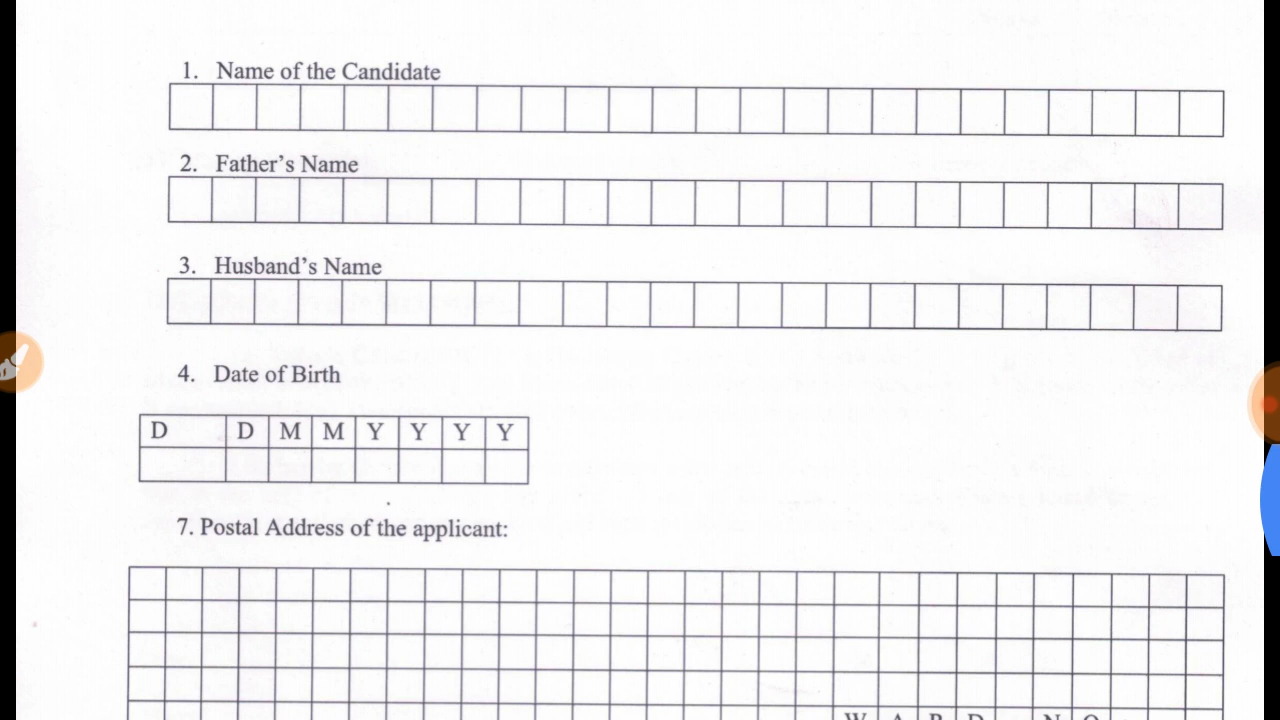 1. Name of the Candidate
2. Father's Name
3. Husband's Name
4. Date of Birth
D D M M Y Y Y Y
7. Postal Address of the applicant:
W A R D N O